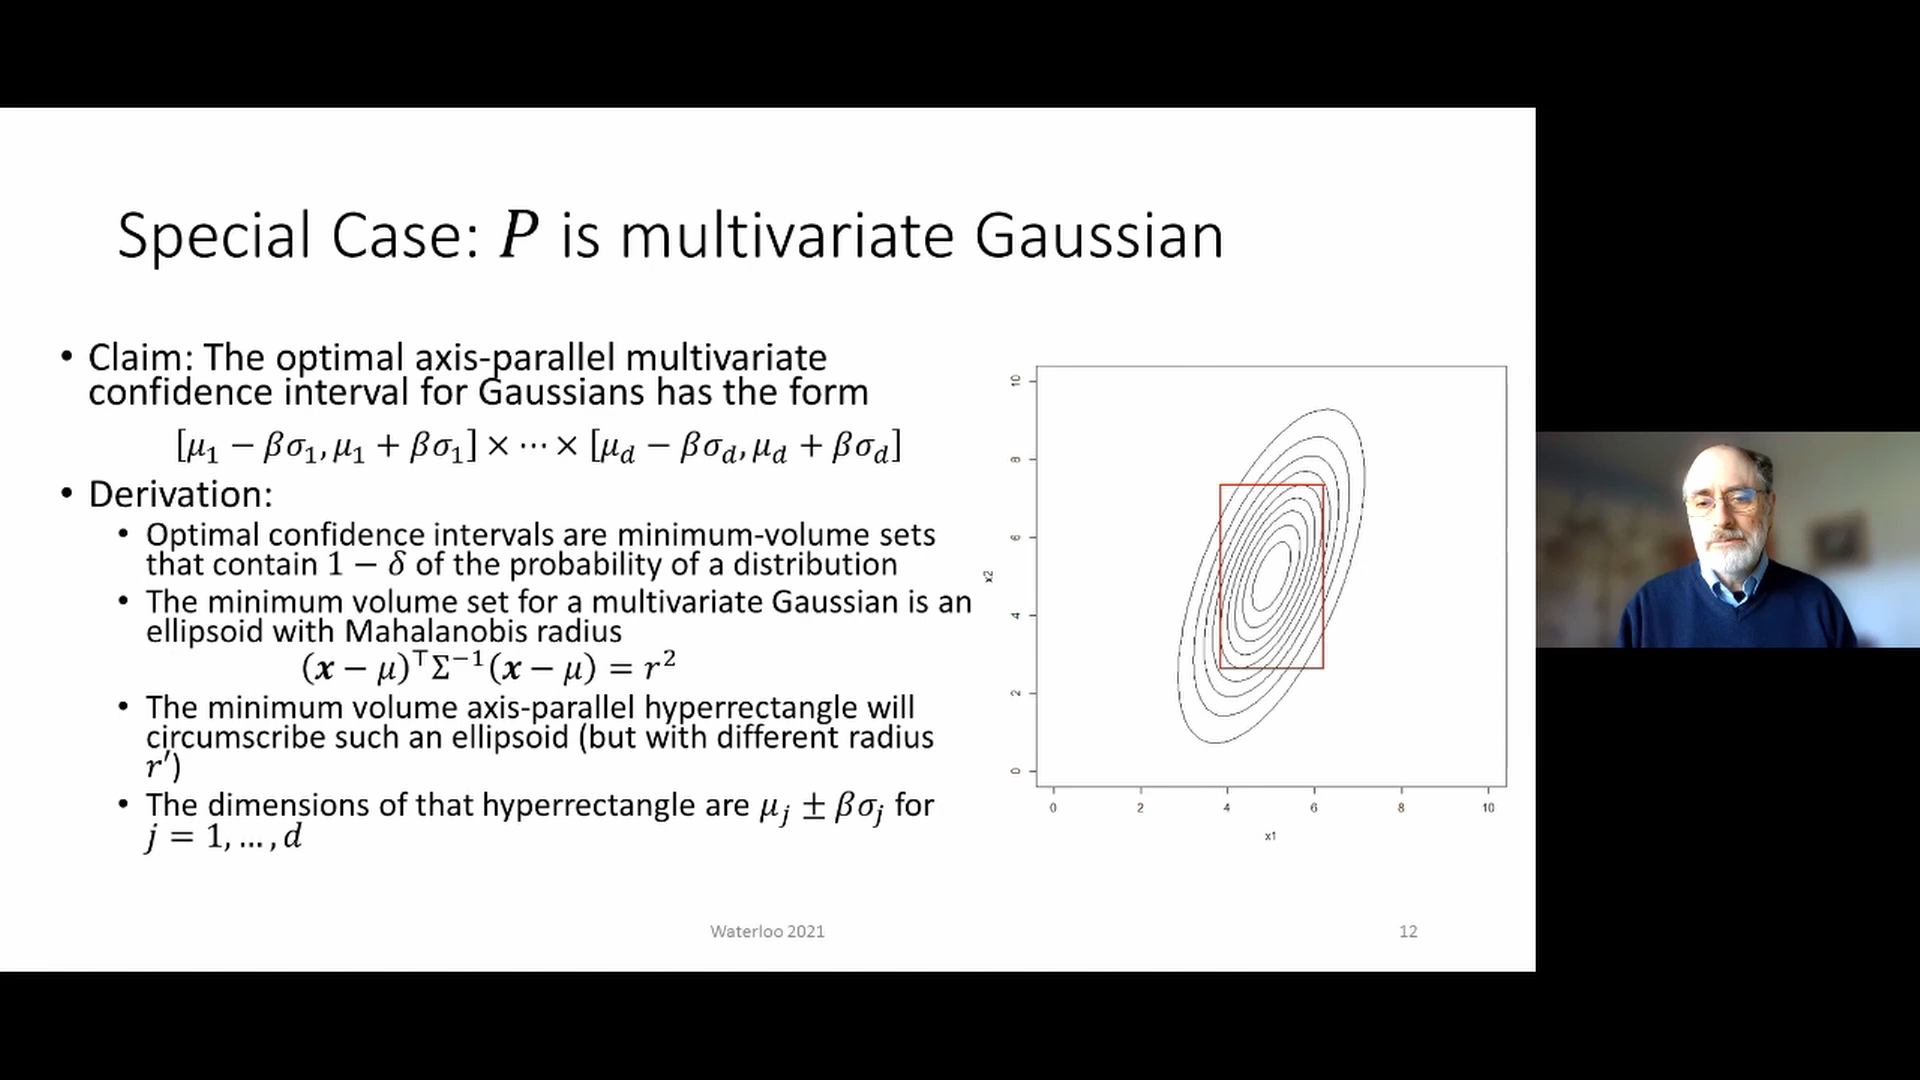 Special Case: 𝑷 is multivariate Gaussian
• Claim: The optimal axis-parallel multivariate
confidence interval for Gaussians has the form
[μ₁ − βσ₁, μ₁ + βσ₁] × ⋯ × [μ_d − βσ_d, μ_d + βσ_d]
• Derivation:
• Optimal confidence intervals are minimum-volume sets
that contain 1 − δ of the probability of a distribution
• The minimum volume set for a multivariate Gaussian is an
ellipsoid with Mahalanobis radius
(𝒙 − μ)^⊤Σ⁻¹(𝒙 − μ) = r²
• The minimum volume axis-parallel hyperrectangle will
circumscribe such an ellipsoid (but with different radius
r′)
• The dimensions of that hyperrectangle are μ_j ± βσ_j for
j = 1, … , d
10
8
6
4
2
0
x2
0 2 4 6 8 10
x1
Waterloo 2021
12